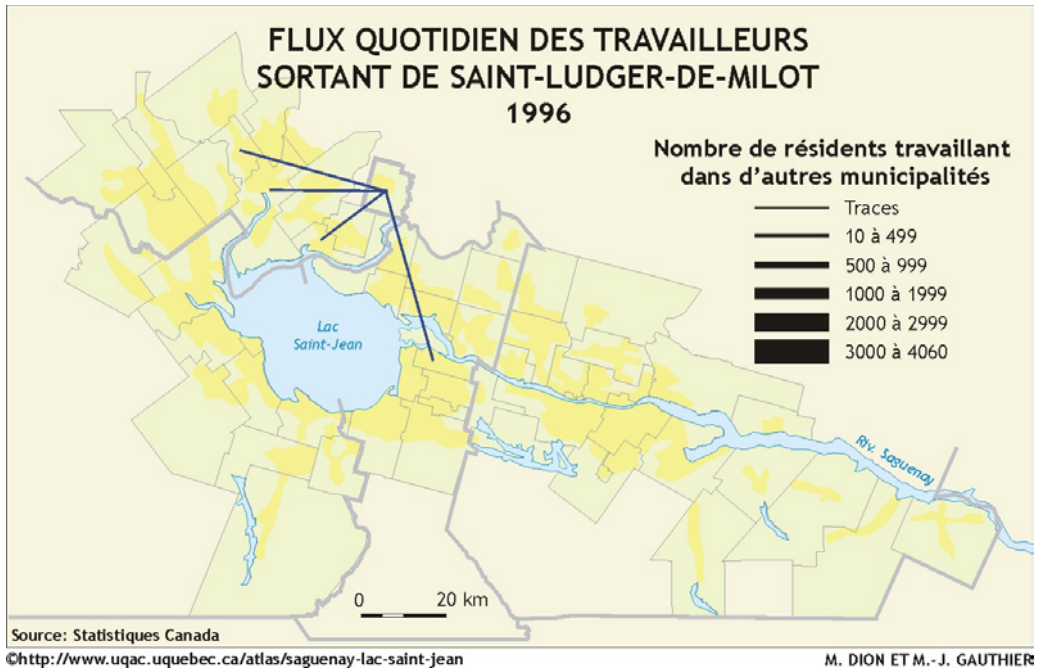 FLUX QUOTIDIEN DES TRAVAILLEURS
SORTANT DE SAINT-LUDGER-DE-MILOT
1996
Nombre de résidents travaillant
dans d'autres municipalités
Traces
10 à 499
500 à 999
1000 à 1999
2000 à 2999
3000 à 4060
Lac
Saint-Jean
Riv. Saguenay
0 20 km
Source: Statistiques Canada
©http://www.uqac.uquebec.ca/atlas/saguenay-lac-saint-jean
M. DION ET M.-J. GAUTHIER